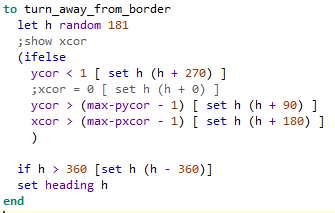 to turn_away_from_border
let h random 181
;show xcor
(ifelse
ycor < 1 [ set h (h + 270) ]
;xcor = 0 [ set h (h + 0) ]
ycor > (max-pycor - 1) [ set h (h + 90) ]
xcor > (max-pxcor - 1) [ set h (h + 180) ]
)
if h > 360 [set h (h - 360)]
set heading h
end